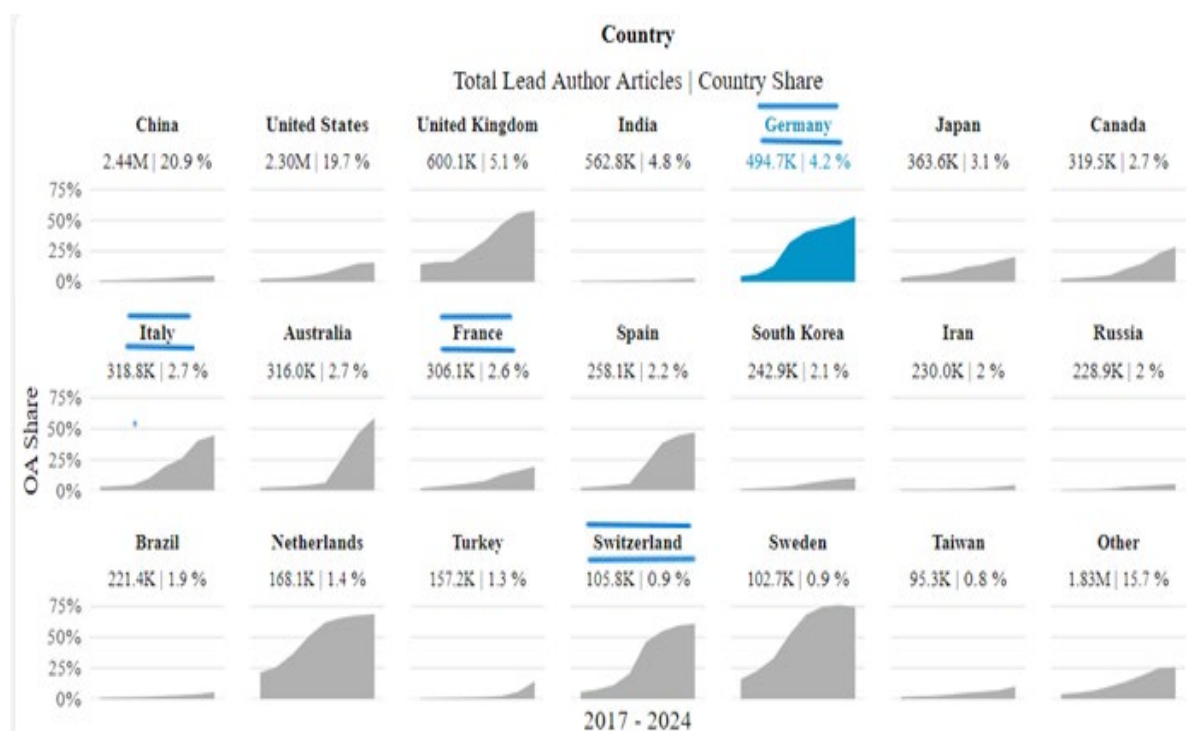 Country
Total Lead Author Articles | Country Share
China United States United Kingdom India Germany Japan Canada
2.44M | 20.9 % 2.30M | 19.7 % 600.1K | 5.1 % 562.8K | 4.8 % 494.7K | 4.2 % 363.6K | 3.1 % 319.5K | 2.7 %
75%
50%
25%
0%
Italy Australia France Spain South Korea Iran Russia
318.8K | 2.7 % 316.0K | 2.7 % 306.1K | 2.6 % 258.1K | 2.2 % 242.9K | 2.1 % 230.0K | 2 % 228.9K | 2 %
75%
50%
25%
0%
OA Share
Brazil Netherlands Turkey Switzerland Sweden Taiwan Other
221.4K | 1.9 % 168.1K | 1.4 % 157.2K | 1.3 % 105.8K | 0.9 % 102.7K | 0.9 % 95.3K | 0.8 % 1.83M | 15.7 %
75%
50%
25%
0%
2017 - 2024